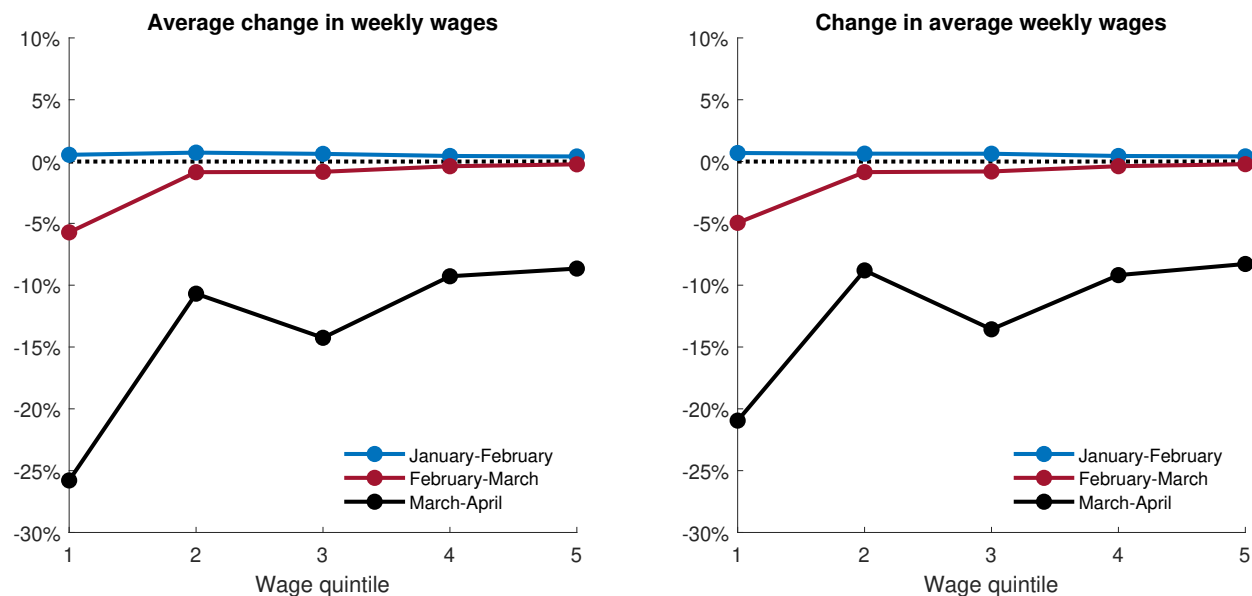 Average change in weekly wages
10%
5%
0%
-5%
-10%
-15%
-20%
-25%
-30%
January-February
February-March
March-April
1 2 3 4 5
Wage quintile
Change in average weekly wages
10%
5%
0%
-5%
-10%
-15%
-20%
-25%
-30%
January-February
February-March
March-April
1 2 3 4 5
Wage quintile